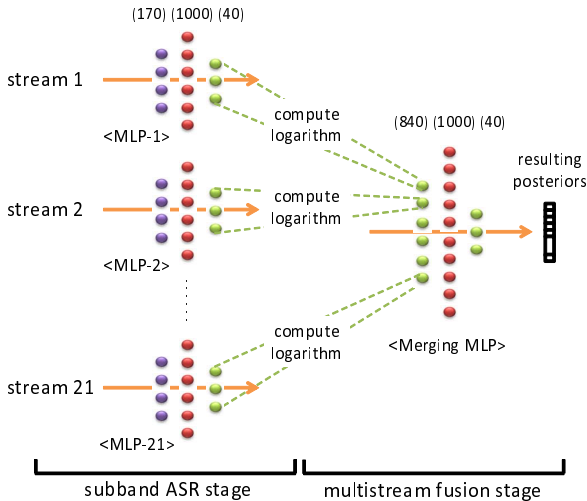 (170) (1000) (40)
stream 1
<MLP-1>
compute
logarithm
(840) (1000) (40)
resulting
posteriors
stream 2
<MLP-2>
compute
logarithm
compute
logarithm
<Merging MLP>
stream 21
<MLP-21>
subband ASR stage
multistream fusion stage